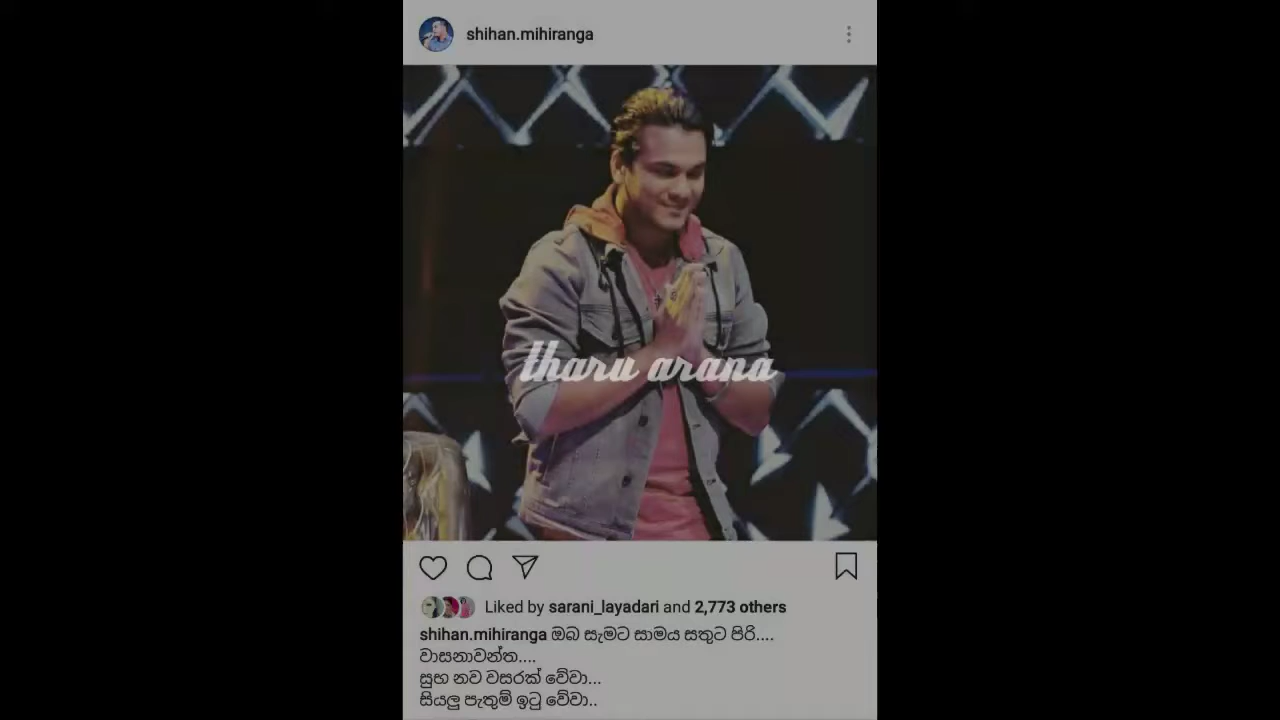 shihan.mihiranga
tharu arana
Liked by sarani_layadari and 2,773 others
shihan.mihiranga ඔබ සැමට සාමය සතුට පිරි....
වාසනාවන්ත....
සුභ නව වසරක් වේවා...
සියලු පැතුම් ඉටු වේවා..